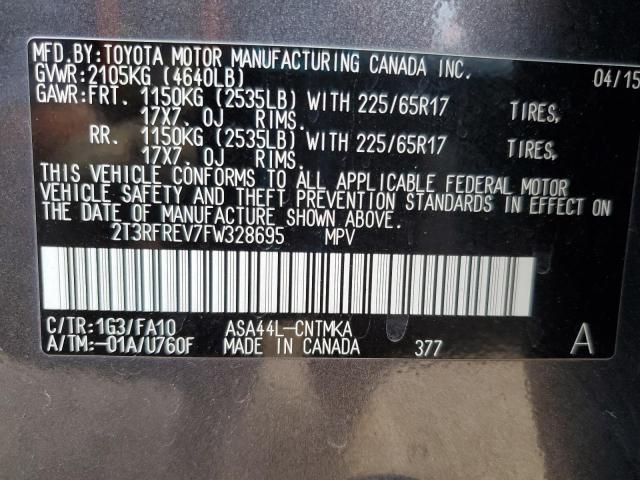 MFD.BY:TOYOTA MOTOR MANUFACTURING CANADA INC. 04/15
GVWR:2105KG (4640LB)
GAWR:FRT. 1150KG (2535LB) WITH 225/65R17 TIRES,
17X7.0J RIMS.
RR. 1150KG (2535LB) WITH 225/65R17 TIRES,
17X7.0J RIMS.
THIS VEHICLE CONFORMS TO ALL APPLICABLE FEDERAL MOTOR
VEHICLE SAFETY AND THEFT PREVENTION STANDARDS IN EFFECT ON
THE DATE OF MANUFACTURE SHOWN ABOVE.
2T3RFREV7FW328695 MPV
C/TR:1G3/FA10 ASA44L-CNTMKA
A/TM:-01A/U760F MADE IN CANADA 377 A